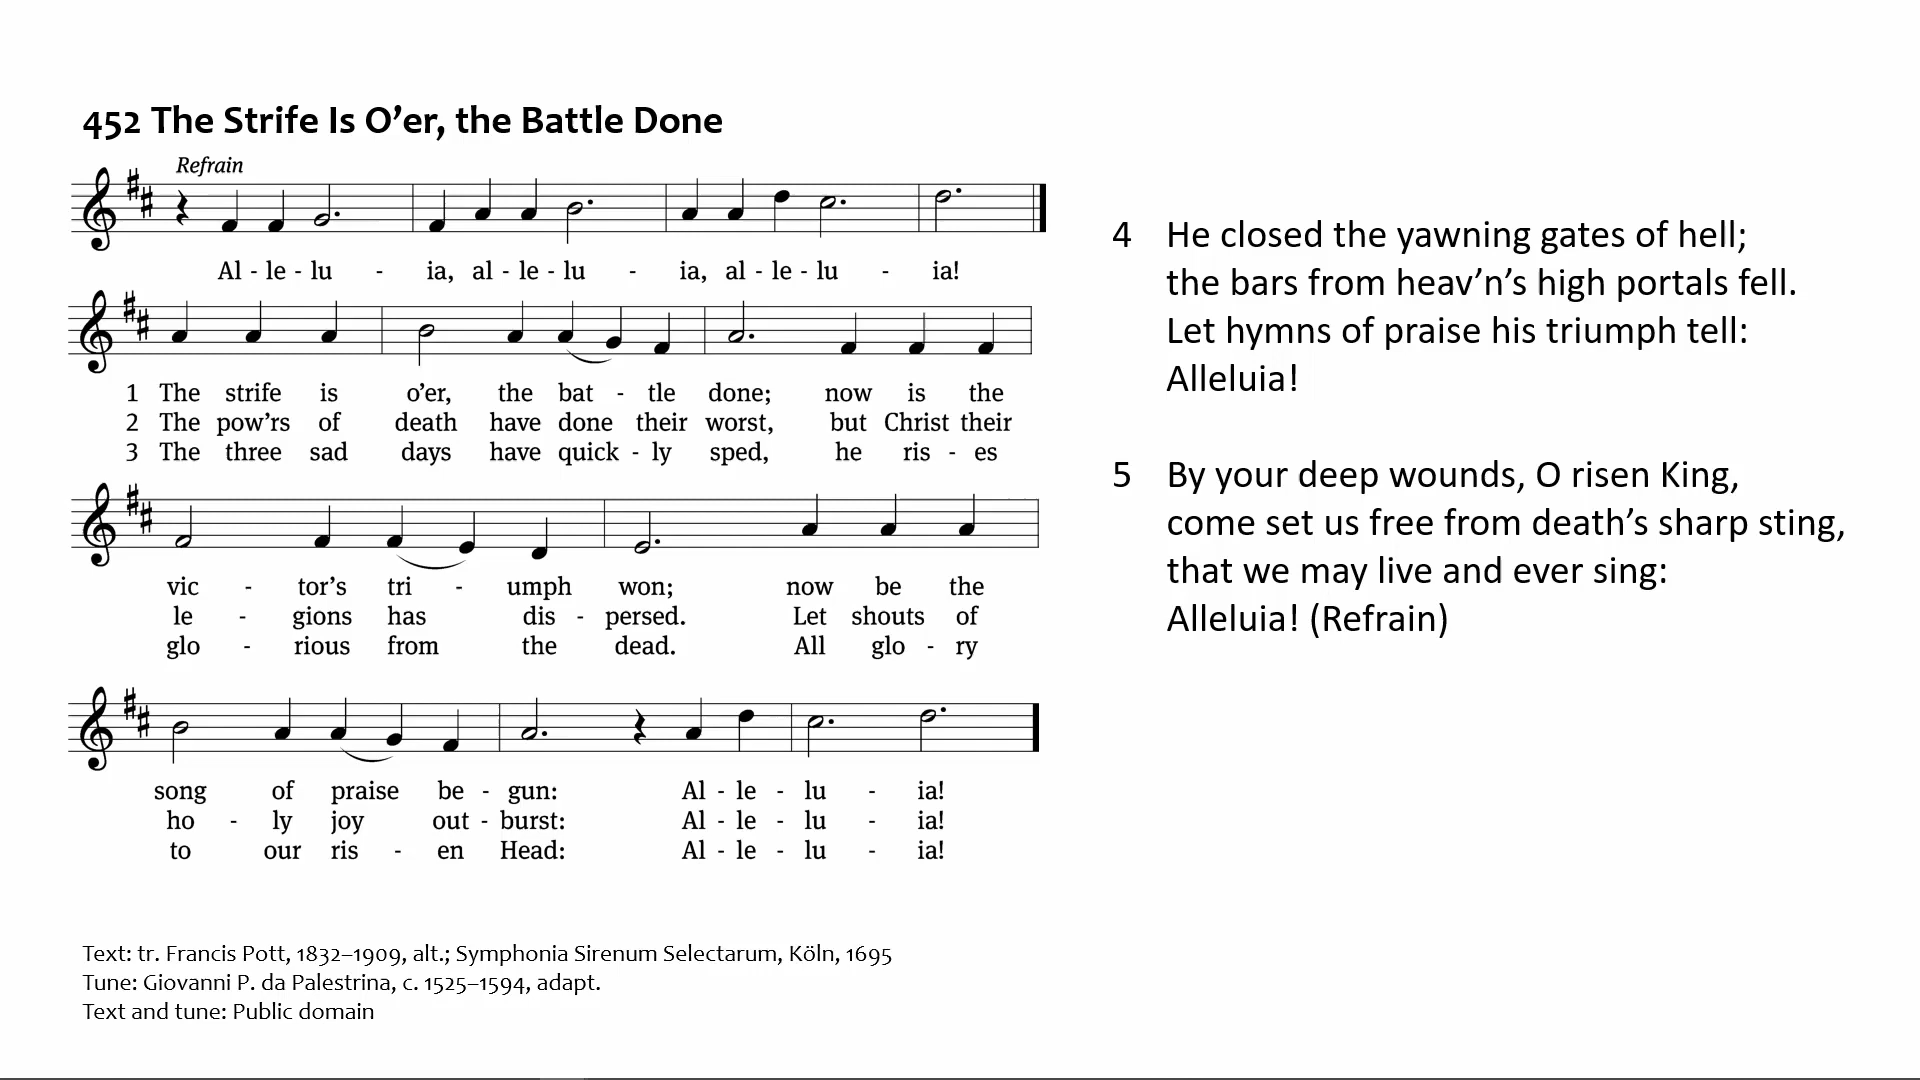 452 The Strife Is O’er, the Battle Done
Refrain
Al - le - lu - ia, al - le - lu - ia, al - le - lu - ia!
1 The strife is o’er, the bat - tle done; now is the
2 The pow’rs of death have done their worst, but Christ their
3 The three sad days have quick - ly sped, he ris - es
vic - tor’s tri - umph won; now be the
le - gions has dis - persed. Let shouts of
glo - rious from the dead. All glo - ry
song of praise be - gun: Al - le - lu - ia!
ho - ly joy out - burst: Al - le - lu - ia!
to our ris - en Head: Al - le - lu - ia!
4 He closed the yawning gates of hell;
the bars from heav’n’s high portals fell.
Let hymns of praise his triumph tell:
Alleluia!
5 By your deep wounds, O risen King,
come set us free from death’s sharp sting,
that we may live and ever sing:
Alleluia! (Refrain)
Text: tr. Francis Pott, 1832–1909, alt.; Symphonia Sirenum Selectarum, Köln, 1695
Tune: Giovanni P. da Palestrina, c. 1525–1594, adapt.
Text and tune: Public domain